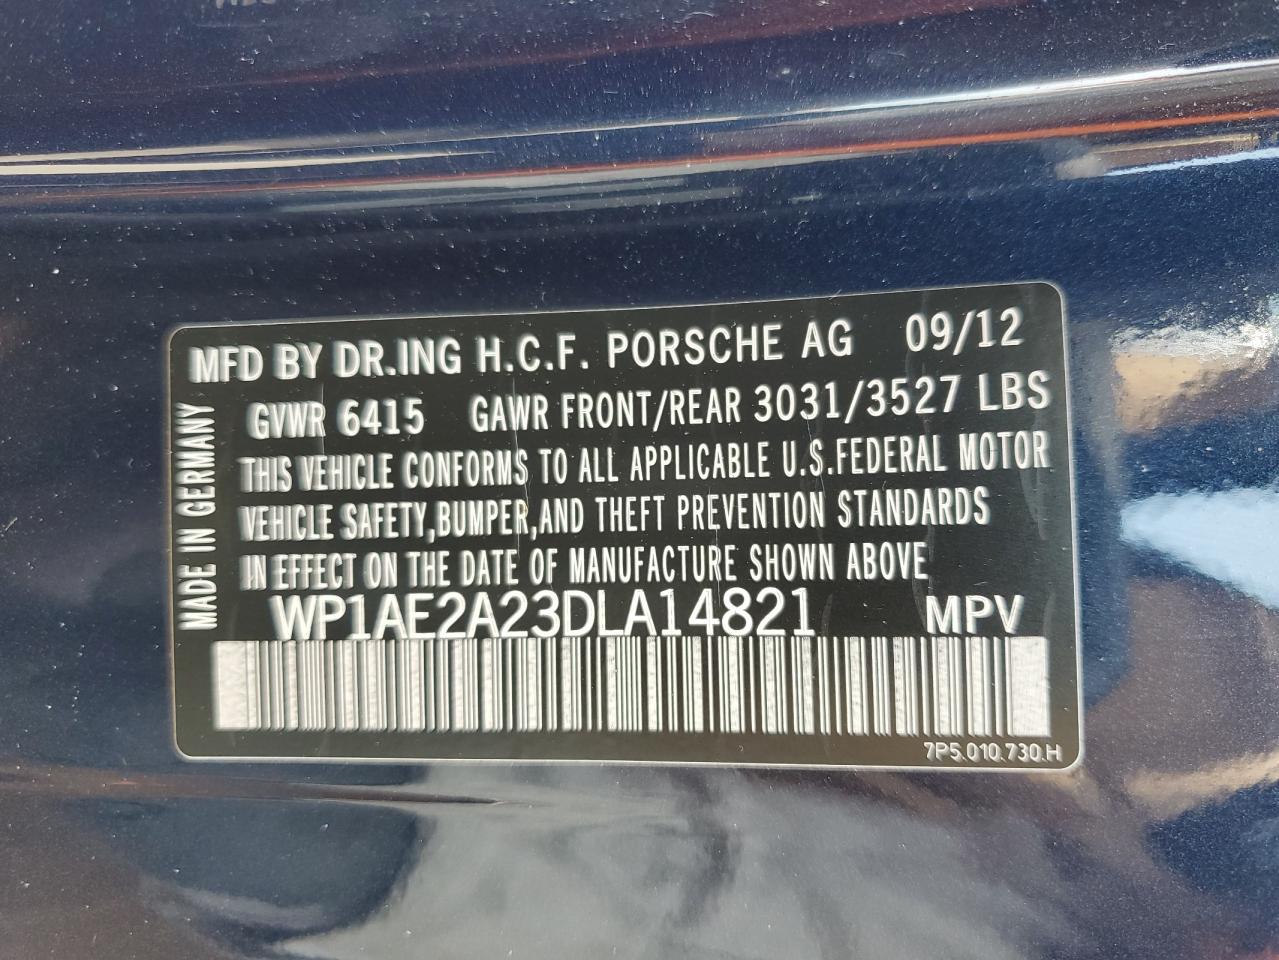 MFD BY DR.ING H.C.F. PORSCHE AG 09/12
GVWR 6415 GAWR FRONT/REAR 3031/3527 LBS
THIS VEHICLE CONFORMS TO ALL APPLICABLE U.S.FEDERAL MOTOR
VEHICLE SAFETY,BUMPER,AND THEFT PREVENTION STANDARDS
IN EFFECT ON THE DATE OF MANUFACTURE SHOWN ABOVE
WP1AE2A23DLA14821 MPV
7P5.010.730.H
MADE IN GERMANY